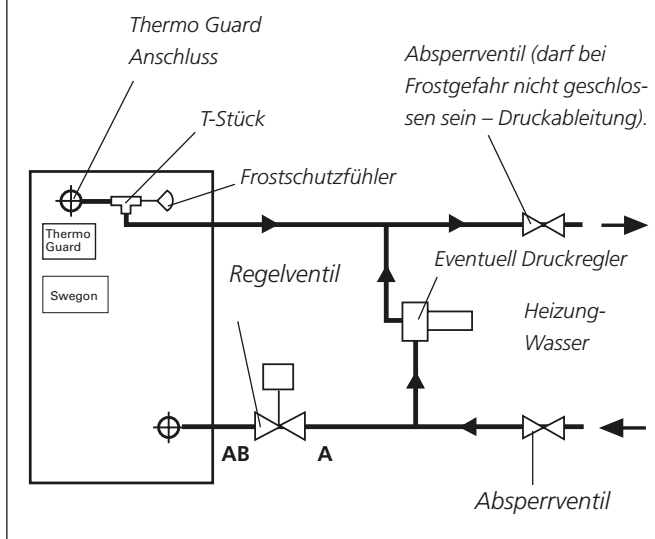 Thermo Guard
Anschluss
Absperrventil (darf bei
Frostgefahr nicht geschlos-
sen sein – Druckableitung).
T-Stück
Frostschutzfühler
Thermo
Guard
Swegon
Regelventil
Eventuell Druckregler
Heizung-
Wasser
AB
A
Absperrventil